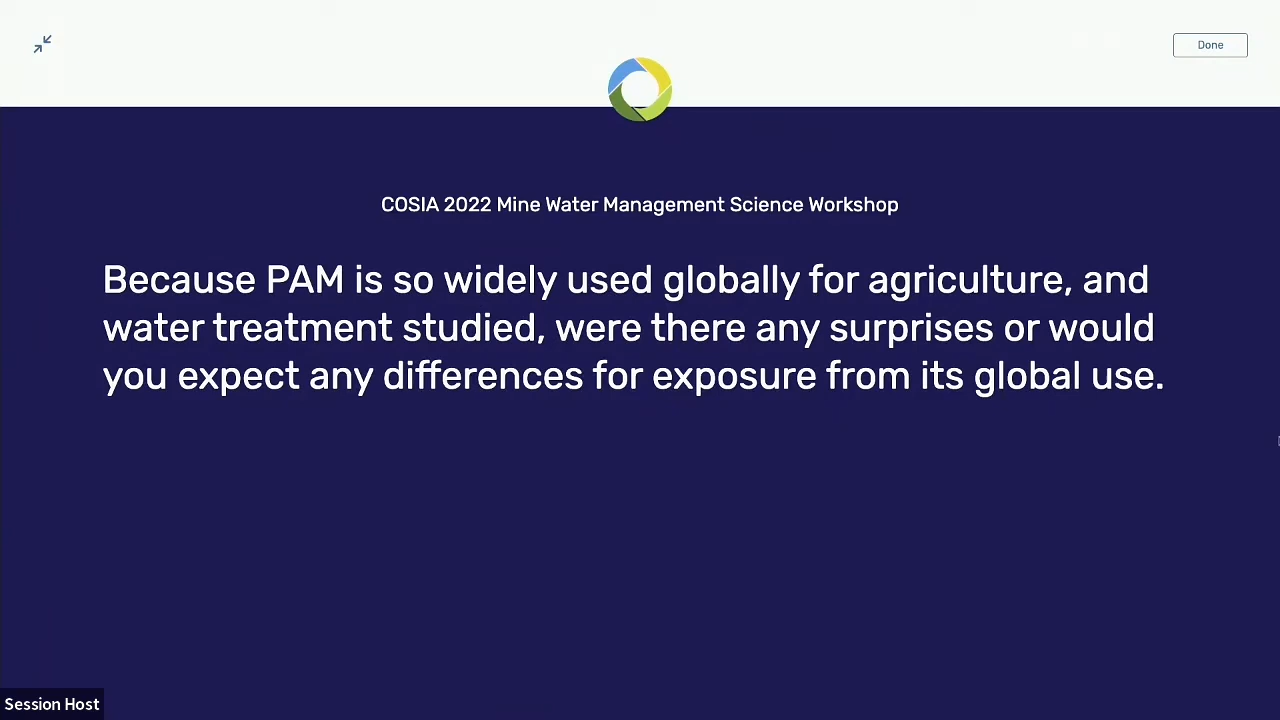 Done
COSIA 2022 Mine Water Management Science Workshop
Because PAM is so widely used globally for agriculture, and
water treatment studied, were there any surprises or would
you expect any differences for exposure from its global use.
Session Host